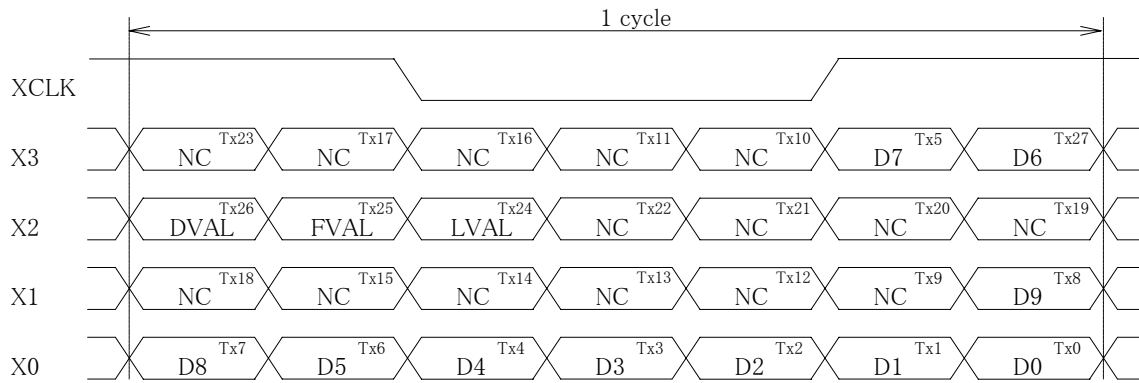 1 cycle
XCLK
X3 NC Tx23 NC Tx17 NC Tx16 NC Tx11 NC Tx10 D7 Tx5 D6 Tx27
X2 DVAL Tx26 FVAL Tx25 LVAL Tx24 NC Tx22 NC Tx21 NC Tx20 NC Tx19
X1 NC Tx18 NC Tx15 NC Tx14 NC Tx13 NC Tx12 NC Tx9 D9 Tx8
X0 D8 Tx7 D5 Tx6 D4 Tx4 D3 Tx3 D2 Tx2 D1 Tx1 D0 Tx0